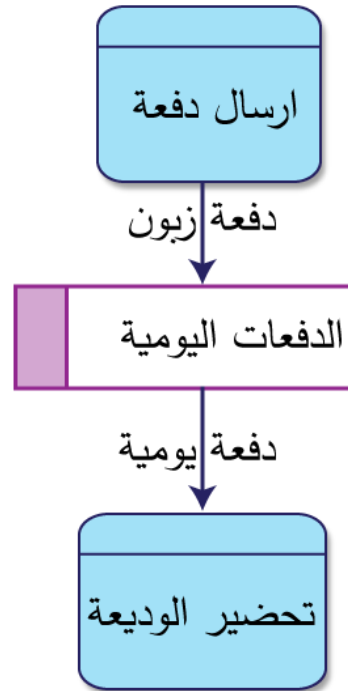 ارسال دفعة
دفعة زبون
الدفعات اليومية
دفعة يومية
تحضير الوديعة